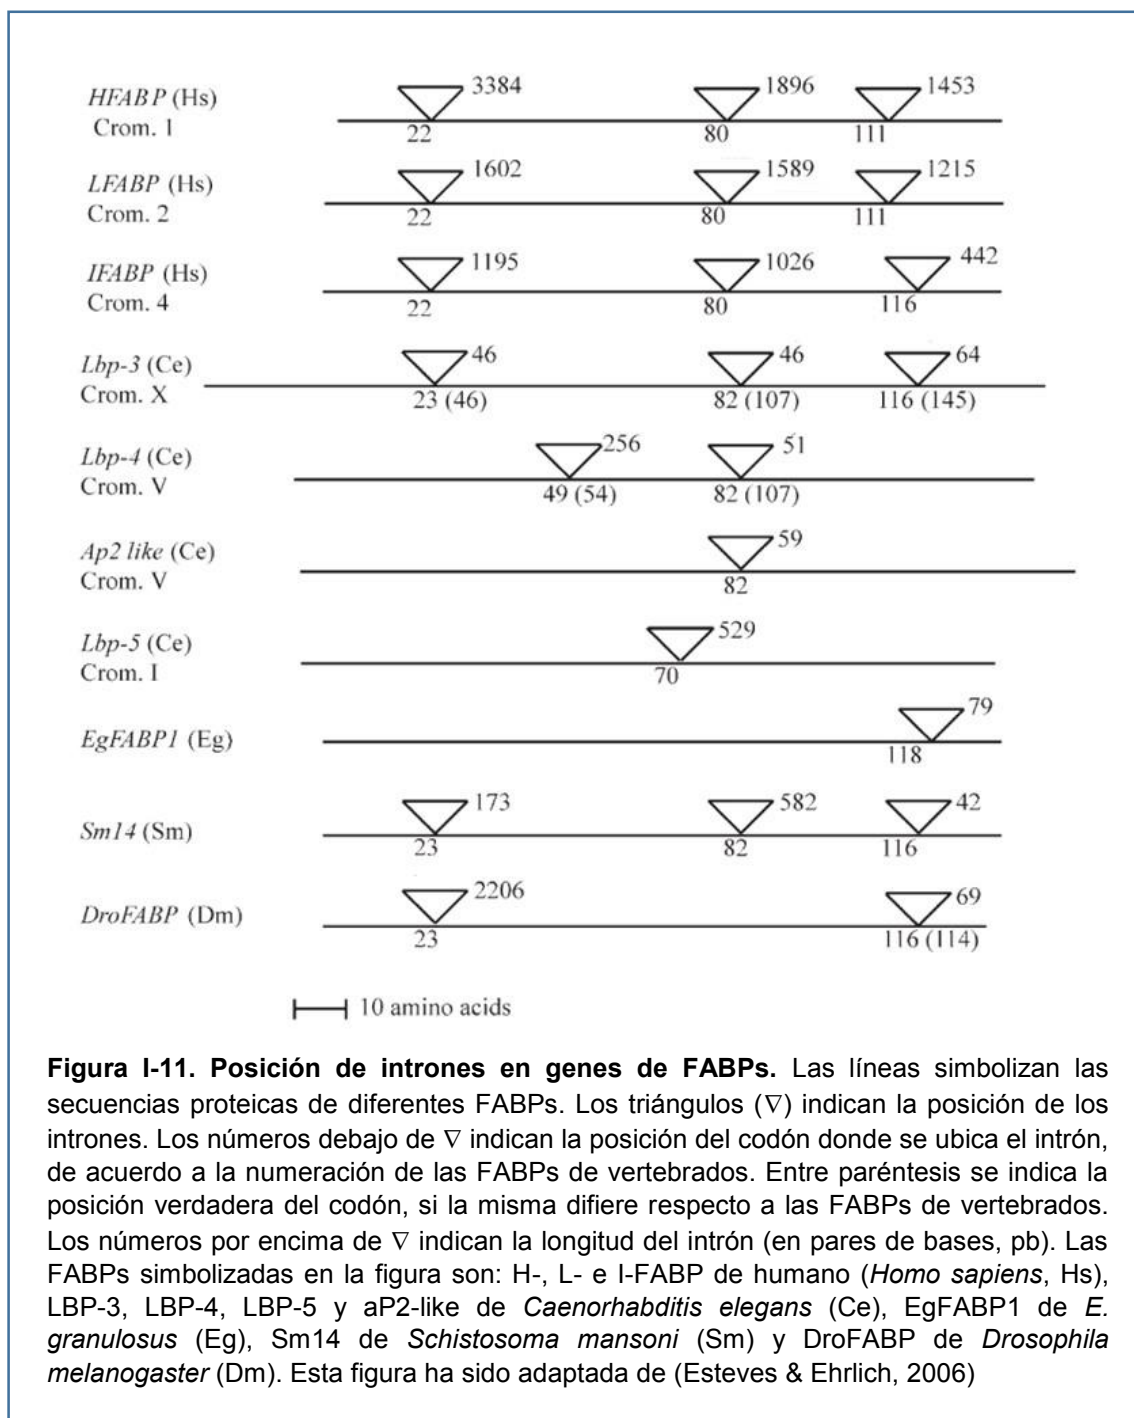 HFABP (Hs)
Crom. 1
3384
1896
1453
22
80
111
LFABP (Hs)
Crom. 2
1602
1589
1215
22
80
111
IFABP (Hs)
Crom. 4
1195
1026
442
22
80
116
Lbp-3 (Ce)
Crom. X
46
46
64
23 (46)
82 (107)
116 (145)
Lbp-4 (Ce)
Crom. V
256
51
49 (54)
82 (107)
Ap2 like (Ce)
Crom. V
59
82
Lbp-5 (Ce)
Crom. I
529
70
EgFABP1 (Eg)
79
118
Sm14 (Sm)
173
582
42
23
82
116
DroFABP (Dm)
2206
69
23
116 (114)
10 amino acids
Figura I-11. Posición de intrones en genes de FABPs. Las líneas simbolizan las
secuencias proteicas de diferentes FABPs. Los triángulos (∇) indican la posición de los
intrones. Los números debajo de ∇ indican la posición del codón donde se ubica el intrón,
de acuerdo a la numeración de las FABPs de vertebrados. Entre paréntesis se indica la
posición verdadera del codón, si la misma difiere respecto a las FABPs de vertebrados.
Los números por encima de ∇ indican la longitud del intrón (en pares de bases, pb). Las
FABPs simbolizadas en la figura son: H-, L- e I-FABP de humano (Homo sapiens, Hs),
LBP-3, LBP-4, LBP-5 y aP2-like de Caenorhabditis elegans (Ce), EgFABP1 de E.
granulosus (Eg), Sm14 de Schistosoma mansoni (Sm) y DroFABP de Drosophila
melanogaster (Dm). Esta figura ha sido adaptada de (Esteves & Ehrlich, 2006)